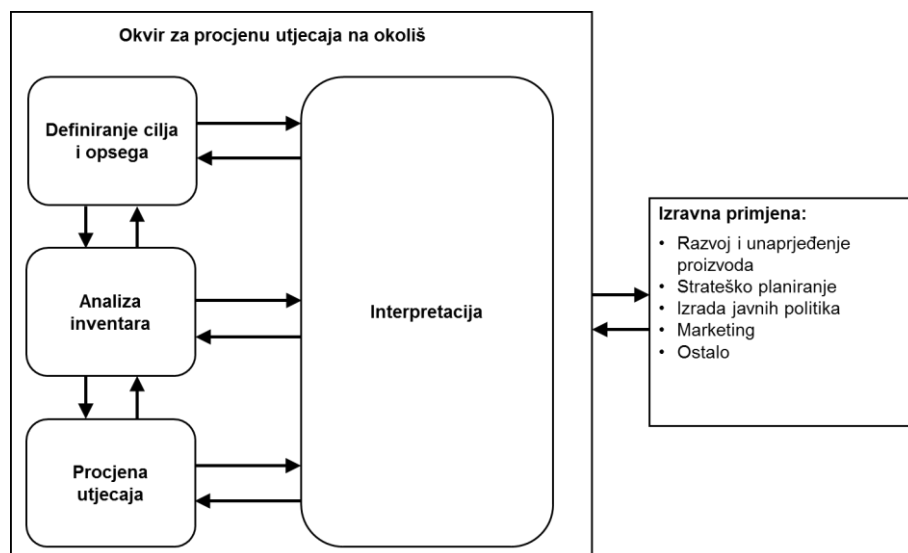 Okvir za procjenu utjecaja na okoliš
Definiranje cilja
i opsega
Analiza
inventara
Procjena
utjecaja
Interpretacija
Izravna primjena:
• Razvoj i unaprjeđenje
proizvoda
• Strateško planiranje
• Izrada javnih politika
• Marketing
• Ostalo